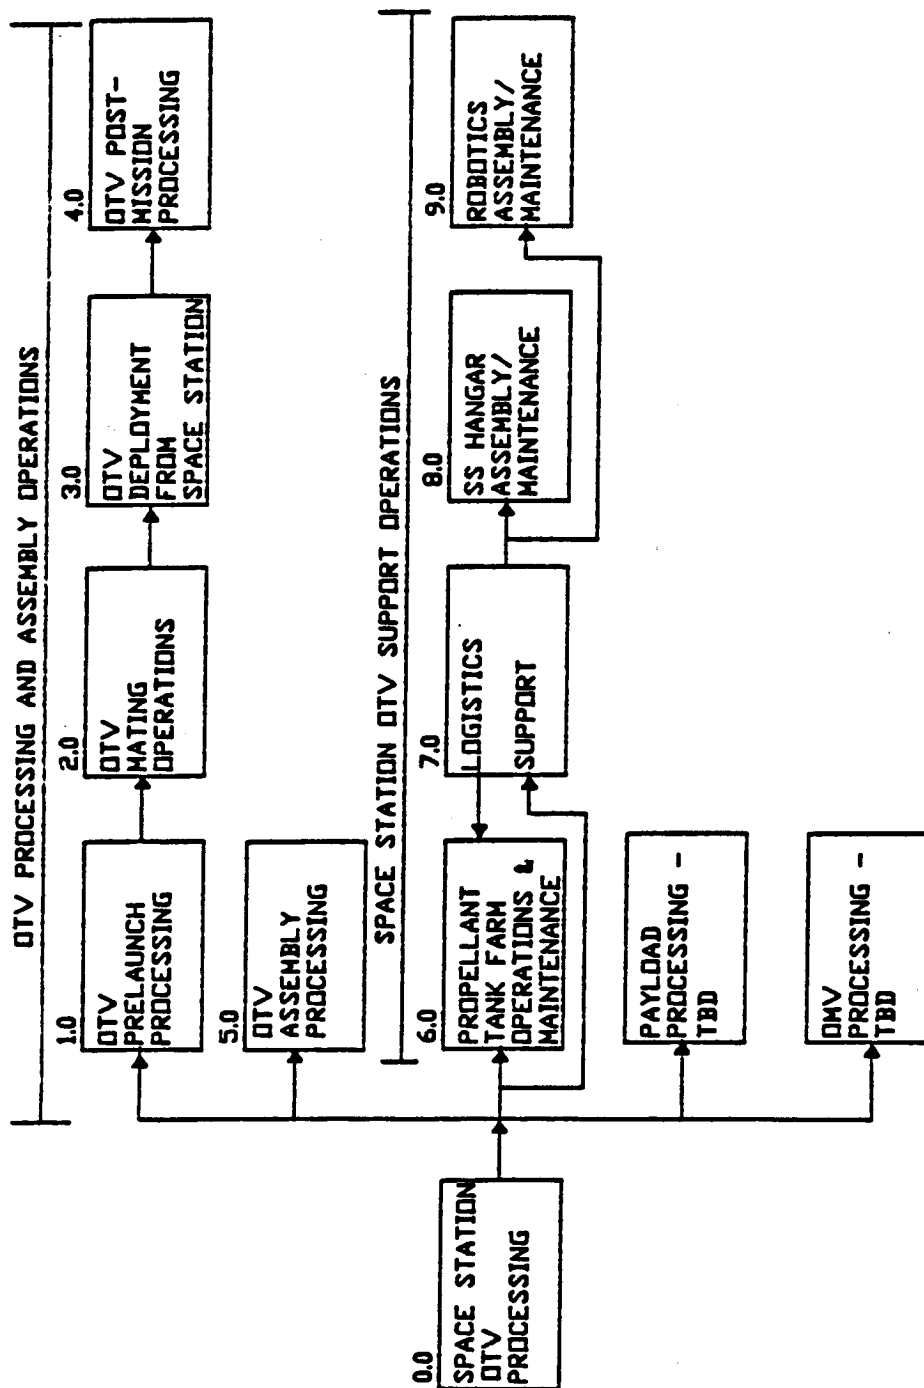 OTV PROCESSING AND ASSEMBLY OPERATIONS
1.0
OTV
PRELAUNCH
PROCESSING
2.0
OTV
MATING
OPERATIONS
3.0
OTV
DEPLOYMENT
FROM
SPACE STATION
4.0
OTV POST-
MISSION
PROCESSING
5.0
OTV
ASSEMBLY
PROCESSING
SPACE STATION OTV SUPPORT OPERATIONS
6.0
PROPELLANT
TANK FARM
OPERATIONS &
MAINTENANCE
7.0
LOGISTICS
SUPPORT
8.0
SS HANGAR
ASSEMBLY/
MAINTENANCE
9.0
ROBOTICS
ASSEMBLY/
MAINTENANCE
0.0
SPACE STATION
OTV
PROCESSING
PAYLOAD
PROCESSING -
TBD
OMV
PROCESSING -
TBD